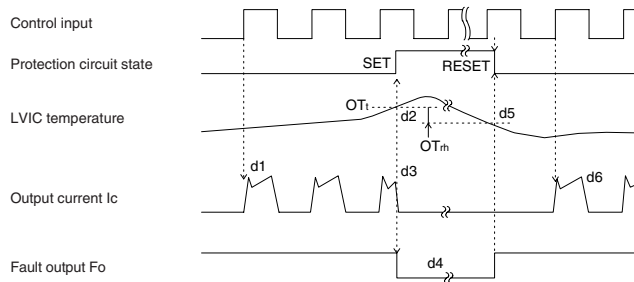 Control input
Protection circuit state
SET
RESET
LVIC temperature
OTt
d2
d5
OTrh
Output current Ic
d1
d3
d6
Fault output Fo
d4